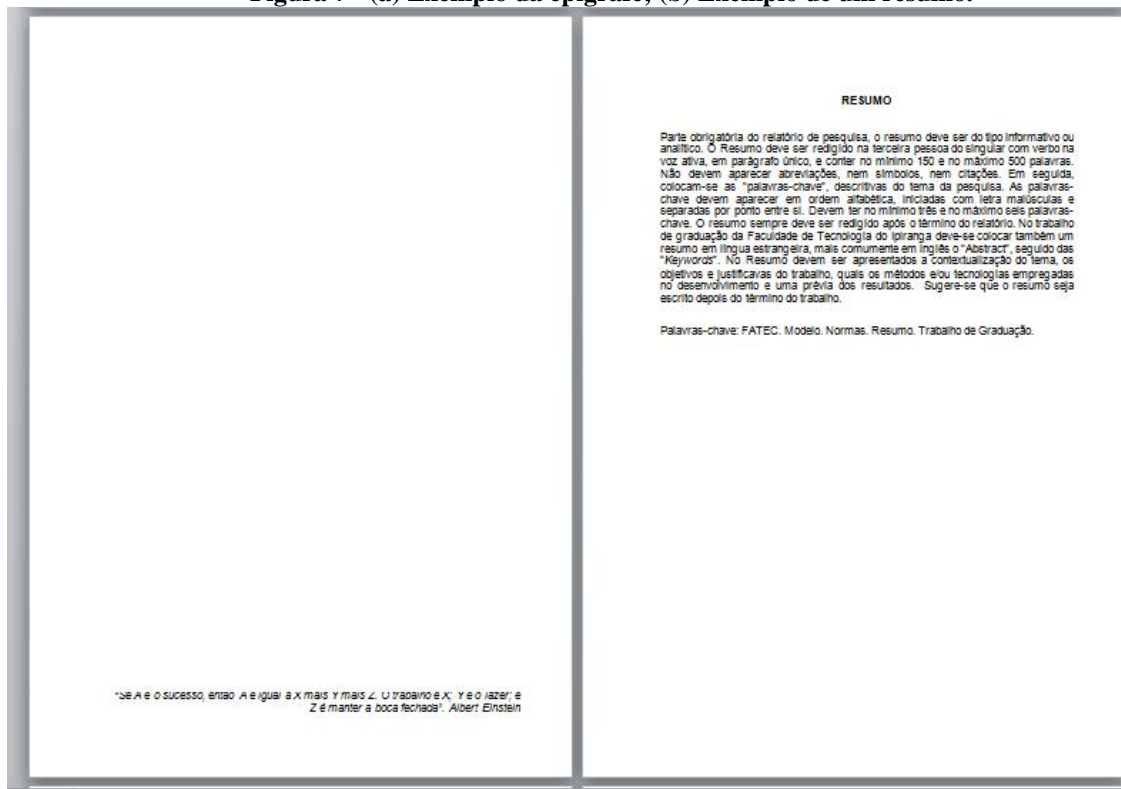 Figura 7 - (a) Exemplo da epígrafe; (b) Exemplo de um resumo.
"Se A é o sucesso, então A é igual a X mais Y mais Z. O trabalho é X; Y é o lazer; e
Z é manter a boca fechada". Albert Einstein
RESUMO
Parte obrigatória do relatório de pesquisa, o resumo deve ser do tipo informativo ou
analítico. O Resumo deve ser redigido na terceira pessoa do singular com verbo na
voz ativa, em parágrafo único, e conter no mínimo 150 e no máximo 500 palavras.
Não devem aparecer abreviações, nem símbolos, nem citações. Em seguida,
colocam-se as "palavras-chave", descritivas do tema da pesquisa. As palavras-
chave devem aparecer em ordem alfabética, iniciadas com letra maiúsculas e
separadas por ponto entre si. Devem ter no mínimo três e no máximo seis palavras-
chave. O resumo sempre deve ser redigido após o término do relatório. No trabalho
de graduação da Faculdade de Tecnologia do Ipiranga deve-se colocar também um
resumo em língua estrangeira, mais comumente em inglês o "Abstract", seguido das
"Keywords". No Resumo devem ser apresentados a contextualização do tema, os
objetivos e justificavas do trabalho, quais os métodos e/ou tecnologias empregadas
no desenvolvimento e uma prévia dos resultados. Sugere-se que o resumo seja
escrito depois do término do trabalho.
Palavras-chave: FATEC. Modelo. Normas. Resumo. Trabalho de Graduação.